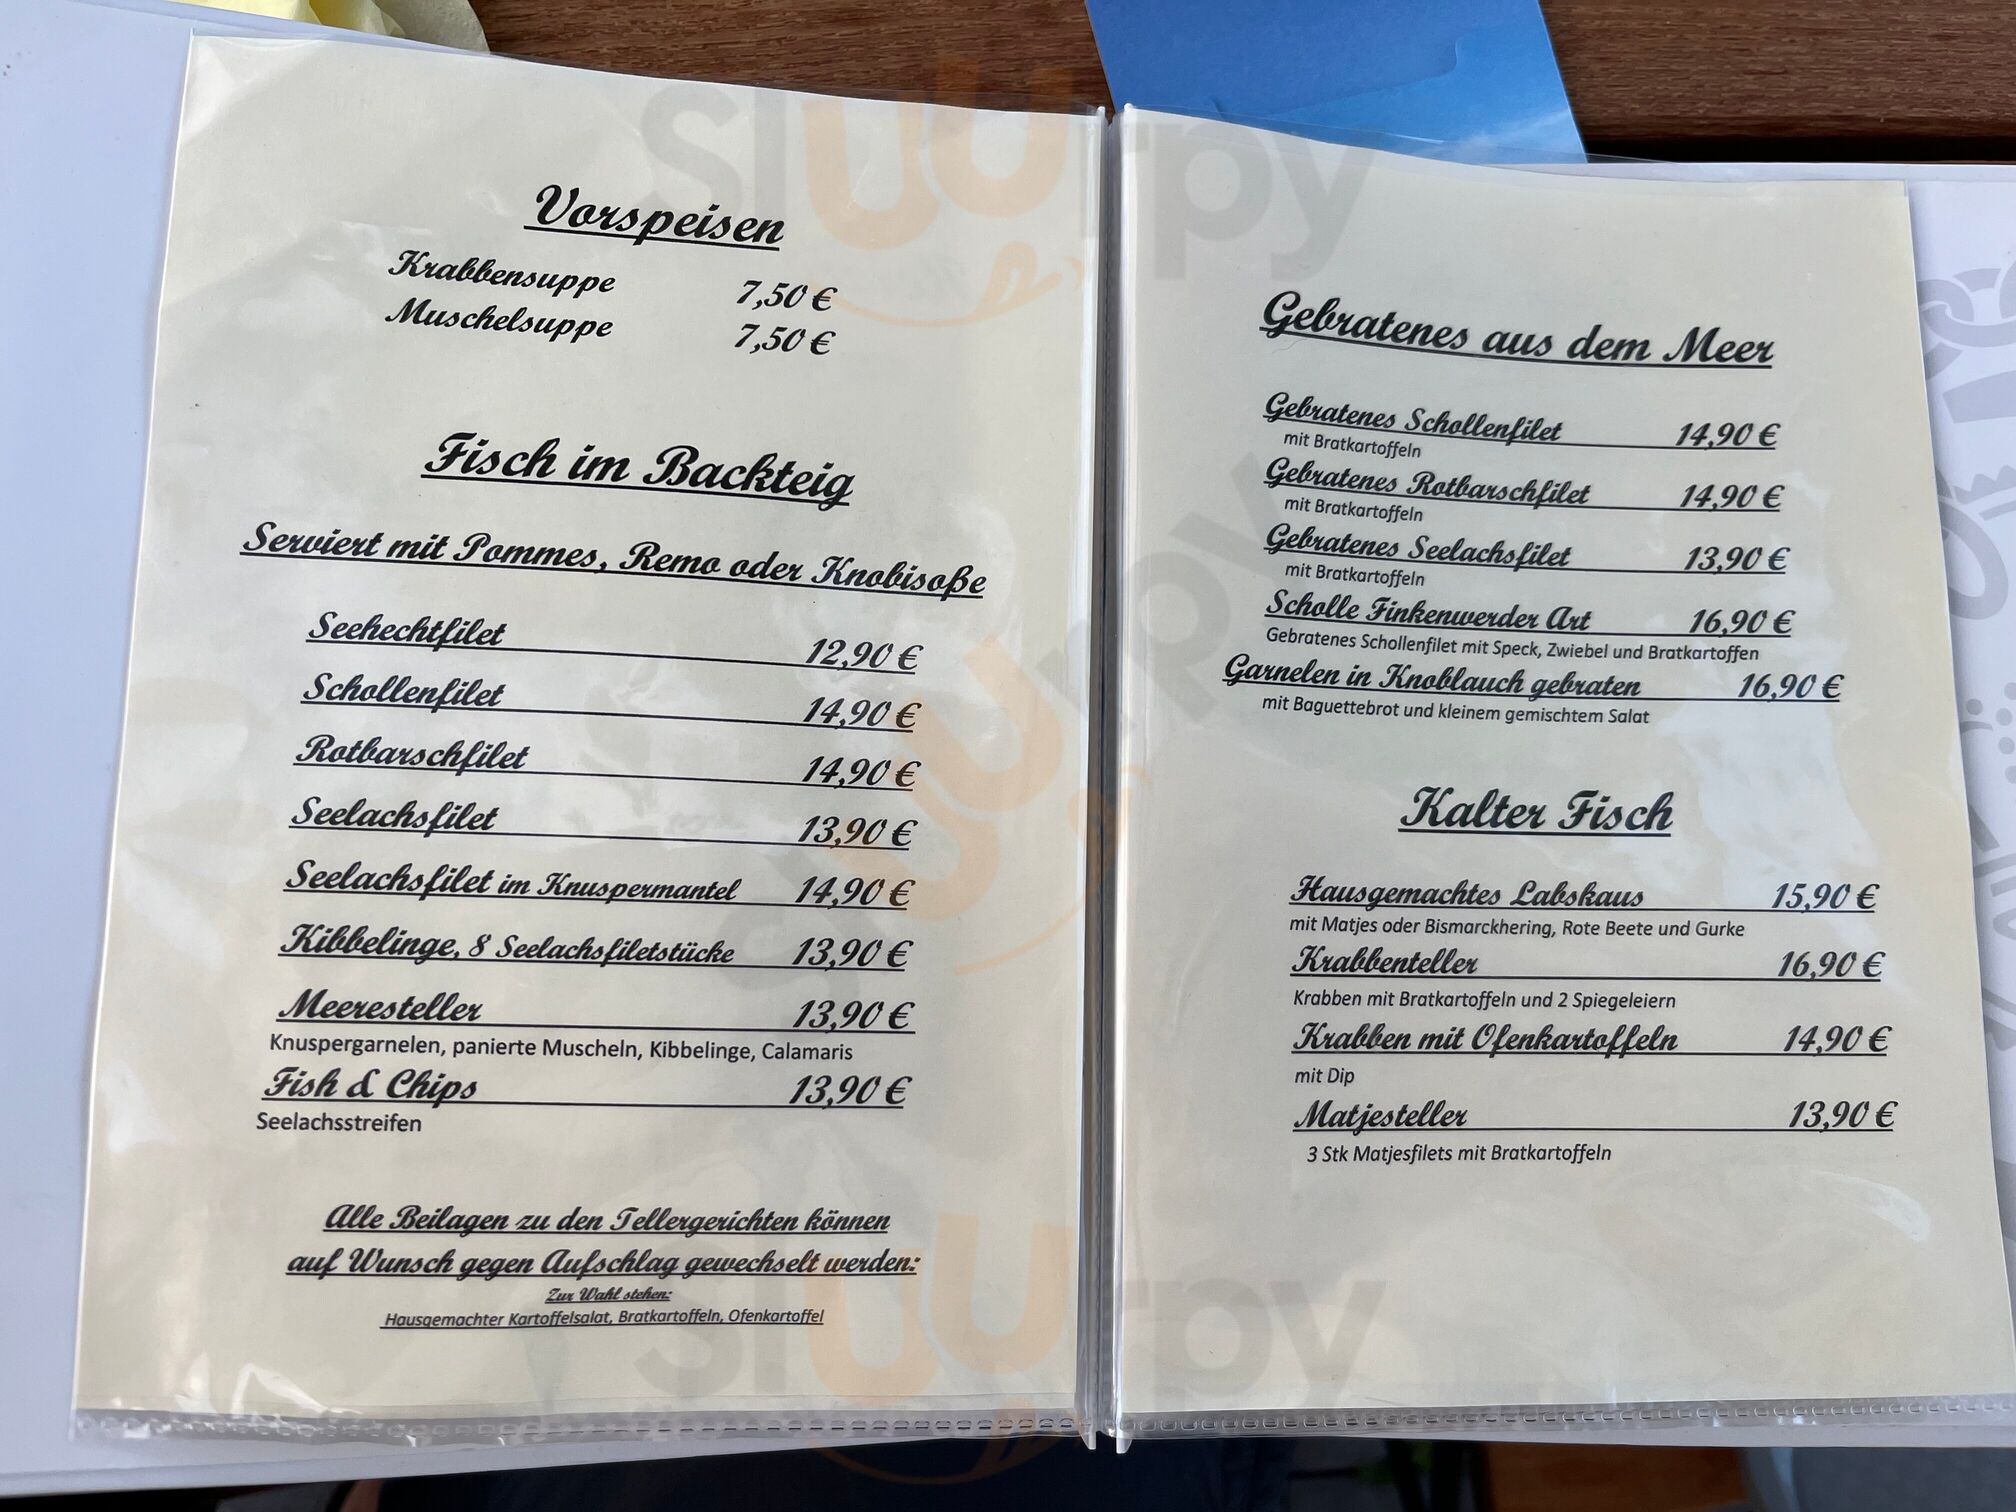 Vorspeisen
Krabbensuppe 7,50 €
Muschelsuppe 7,50 €
Fisch im Backteig
Serviert mit Pommes, Remo oder Knobisoße
Seehechtfilet 12,90 €
Schollenfilet 14,90 €
Rotbarschfilet 14,90 €
Seelachsfilet 13,90 €
Seelachsfilet im Knuspermantel 14,90 €
Kibbelinge, 8 Seelachsfiletstücke 13,90 €
Meeresteller 13,90 €
Knuspergarnelen, panierte Muscheln, Kibbelinge, Calamaris
Fish & Chips 13,90 €
Seelachsstreifen
Alle Beilagen zu den Tellergerichten können
auf Wunsch gegen Aufschlag gewechselt werden:
Zur Wahl stehen:
Hausgemachter Kartoffelsalat, Bratkartoffeln, Ofenkartoffel
Gebratenes aus dem Meer
Gebratenes Schollenfilet 14,90 €
mit Bratkartoffeln
Gebratenes Rotbarschfilet 14,90 €
mit Bratkartoffeln
Gebratenes Seelachsfilet 13,90 €
mit Bratkartoffeln
Scholle Finkenwerder Art 16,90 €
Gebratenes Schollenfilet mit Speck, Zwiebel und Bratkartoffen
Garnelen in Knoblauch gebraten 16,90 €
mit Baguettebrot und kleinem gemischtem Salat
Kalter Fisch
Hausgemachtes Labskaus 15,90 €
mit Matjes oder Bismarckhering, Rote Beete und Gurke
Krabbenteller 16,90 €
Krabben mit Bratkartoffeln und 2 Spiegeleiern
Krabben mit Ofenkartoffeln 14,90 €
mit Dip
Matjesteller 13,90 €
3 Stk Matjesfilets mit Bratkartoffeln
sluurpy
sluurpy
sluurpy